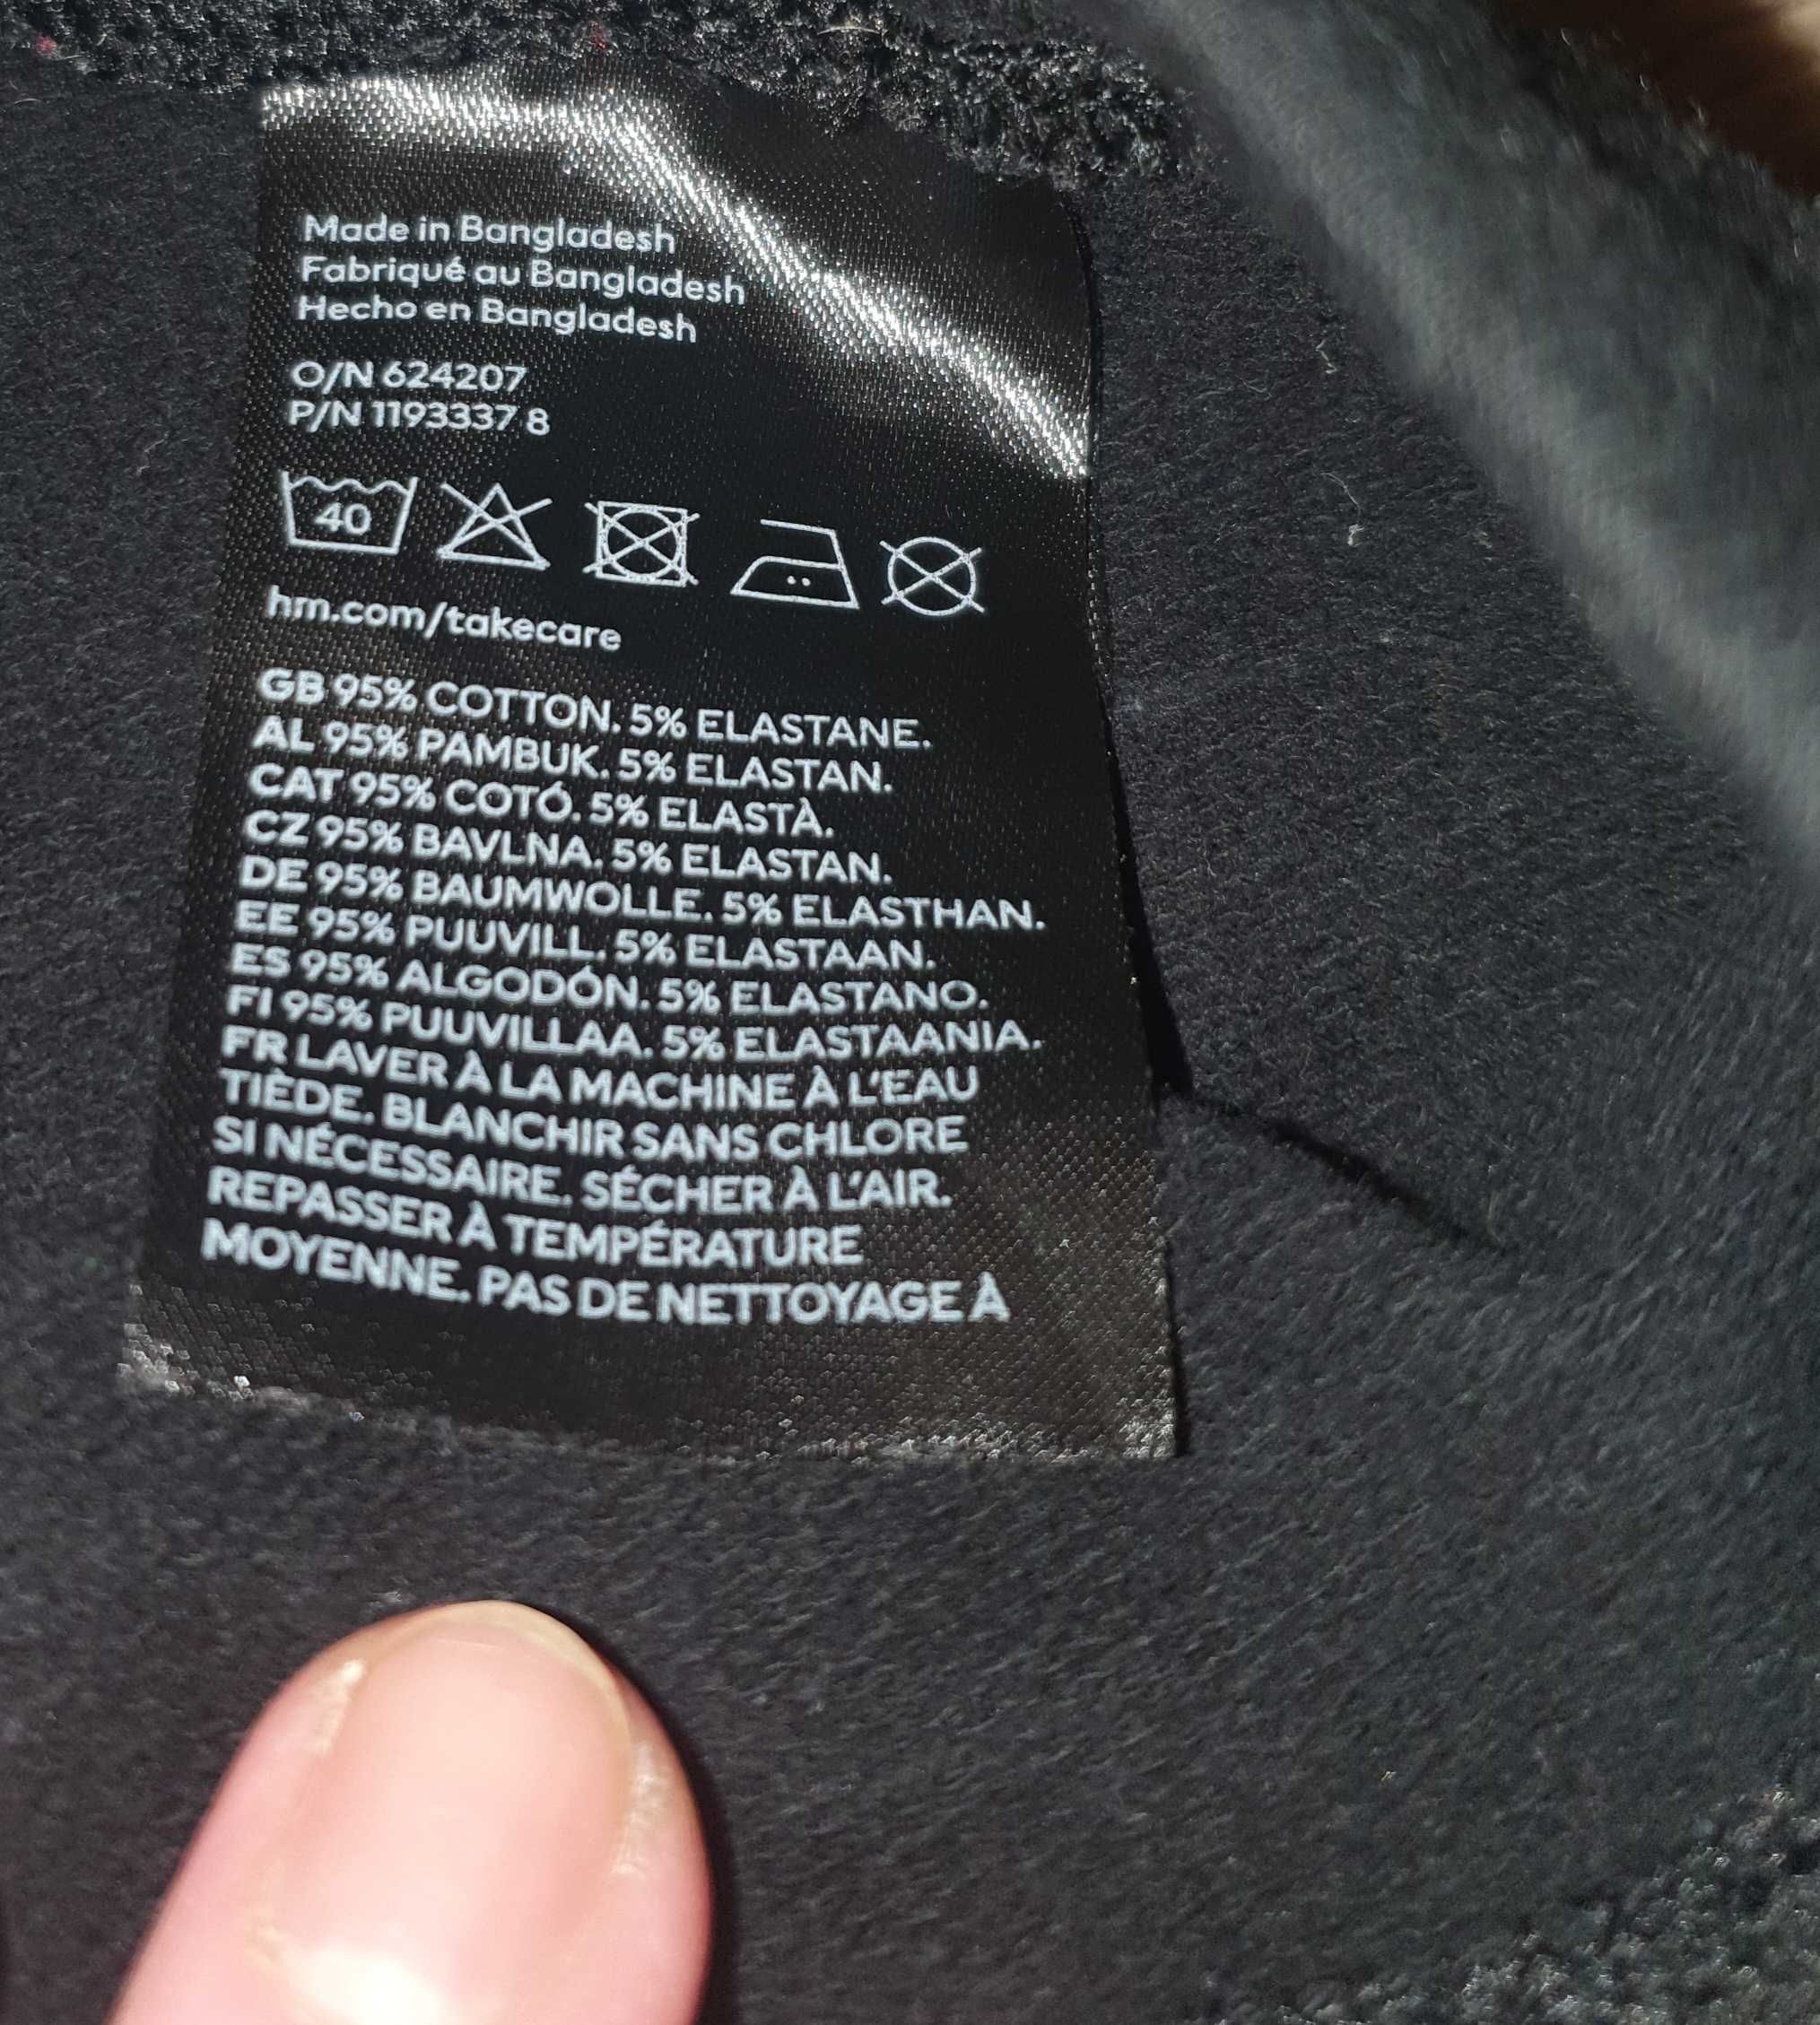 Made in Bangladesh
Fabriqué au Bangladesh
Hecho en Bangladesh
O/N 624207
P/N 1193337 8
40
hm.com/takecare
GB 95% COTTON. 5% ELASTANE.
AL 95% PAMBUK. 5% ELASTAN.
CAT 95% COTÓ. 5% ELASTÀ.
CZ 95% BAVLNA. 5% ELASTAN.
DE 95% BAUMWOLLE. 5% ELASTHAN.
EE 95% PUUVILL. 5% ELASTAAN.
ES 95% ALGODÓN. 5% ELASTANO.
FI 95% PUUVILLAA. 5% ELASTAANIA.
FR LAVER À LA MACHINE À L'EAU
TIÈDE. BLANCHIR SANS CHLORE
SI NÉCESSAIRE. SÉCHER À L'AIR.
REPASSER À TEMPÉRATURE
MOYENNE. PAS DE NETTOYAGE À